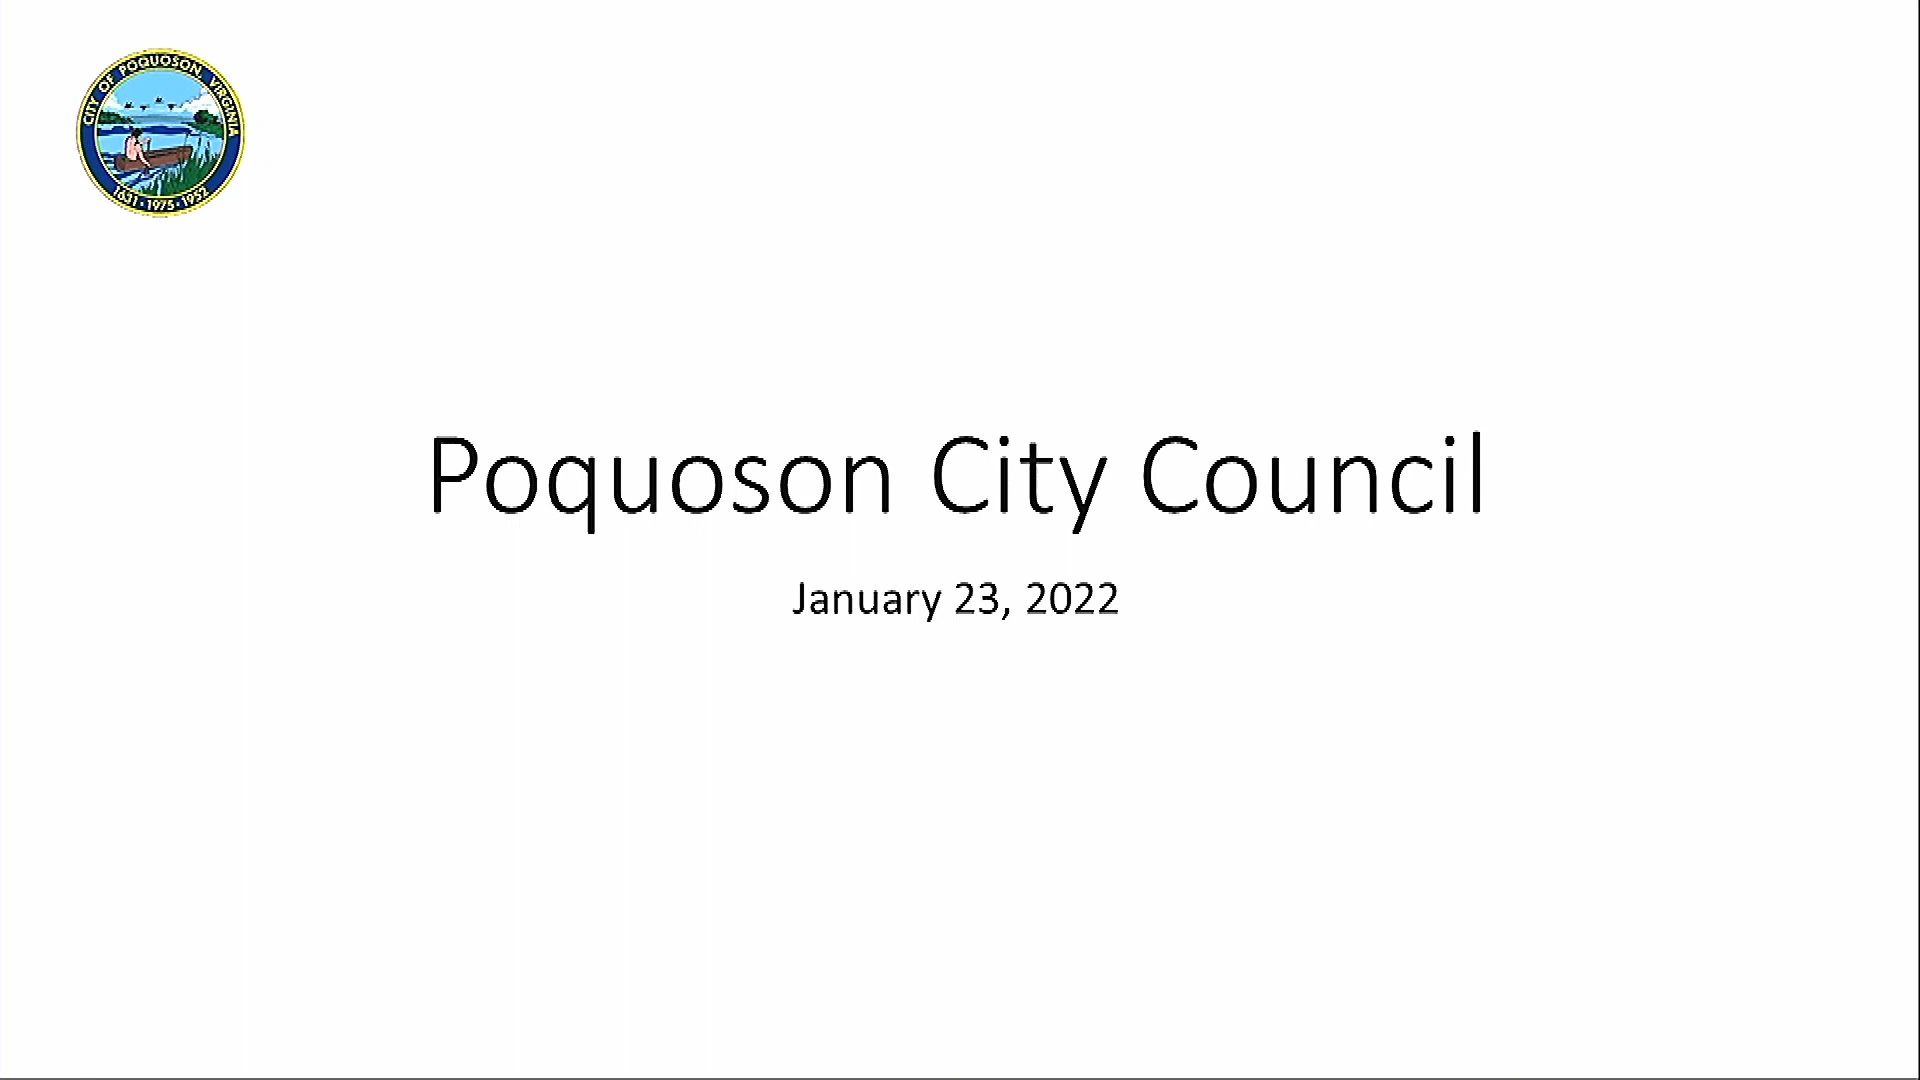 CITY OF POQUOSON, VIRGINIA
1631 · 1975 · 1952
Poquoson City Council
January 23, 2022